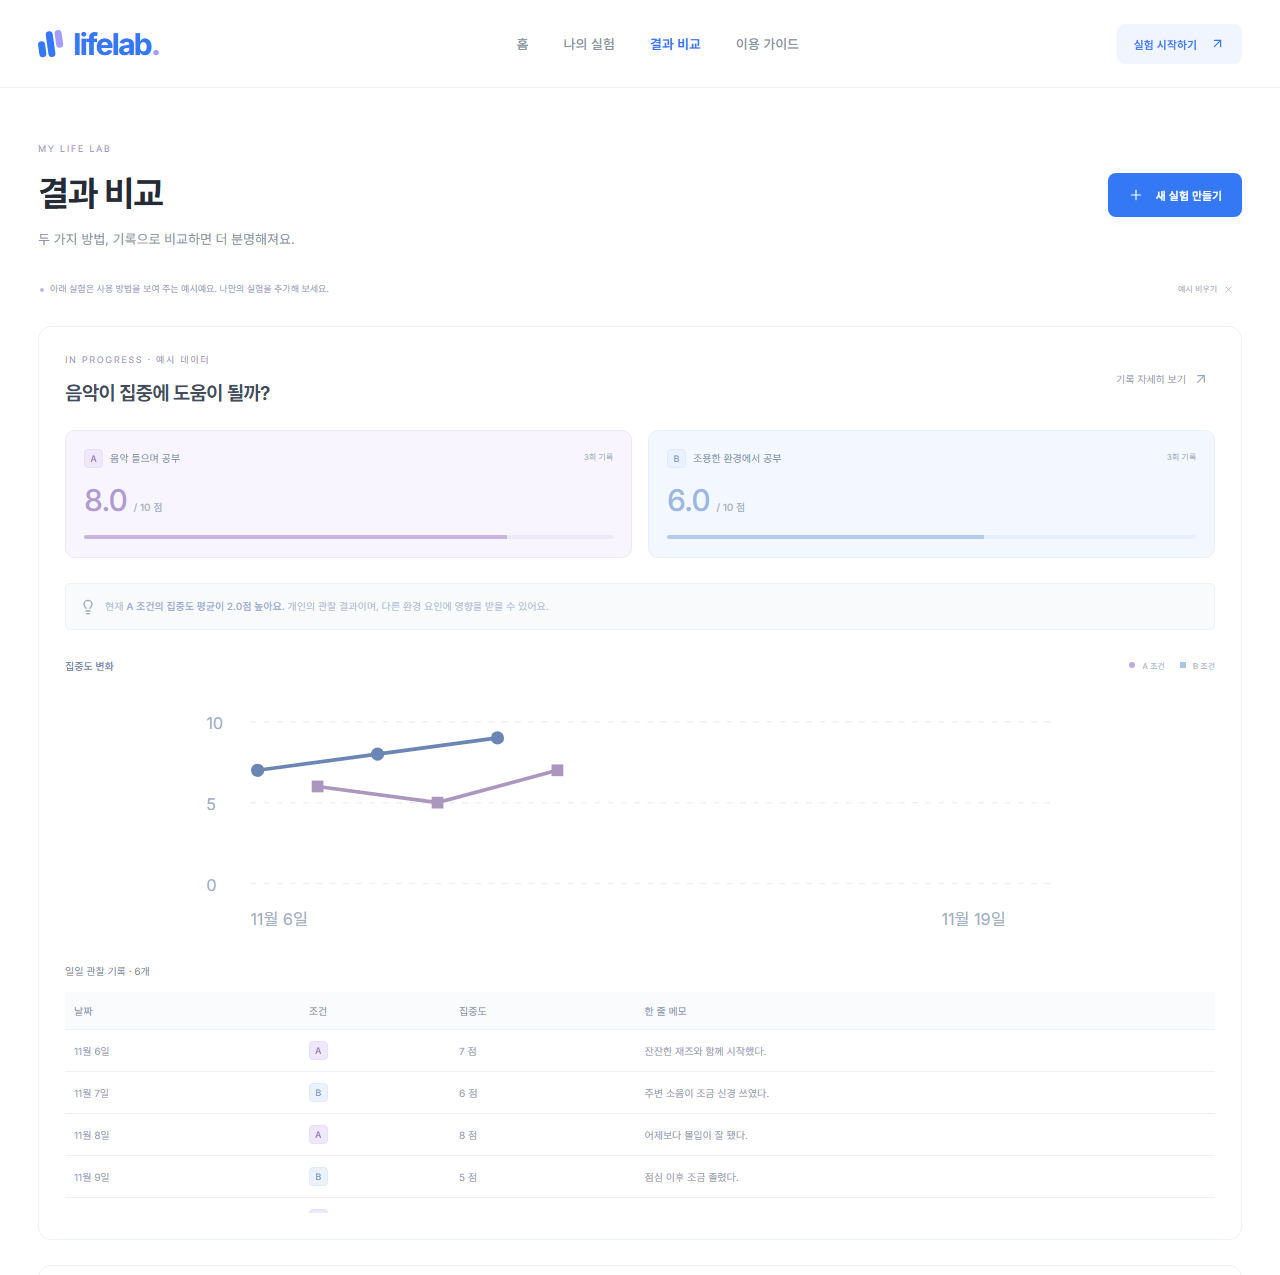 lifelab.
홈 나의 실험 결과 비교 이용 가이드
실험 시작하기
MY LIFE LAB
결과 비교
새 실험 만들기
두 가지 방법, 기록으로 비교하면 더 분명해져요.
아래 실험은 사용 방법을 보여 주는 예시예요. 나만의 실험을 추가해 보세요.
예시 비우기
IN PROGRESS · 예시 데이터
음악이 집중에 도움이 될까?
기록 자세히 보기
A 음악 들으며 공부 3회 기록
8.0 / 10 점
B 조용한 환경에서 공부 3회 기록
6.0 / 10 점
현재 A 조건의 집중도 평균이 2.0점 높아요. 개인의 관찰 결과이며, 다른 환경 요인에 영향을 받을 수 있어요.
집중도 변화
A 조건 B 조건
10
5
0
11월 6일 11월 19일
일일 관찰 기록 · 6개
날짜 조건 집중도 한 줄 메모
11월 6일 A 7 점 잔잔한 재즈와 함께 시작했다.
11월 7일 B 6 점 주변 소음이 조금 신경 쓰였다.
11월 8일 A 8 점 어제보다 몰입이 잘 됐다.
11월 9일 B 5 점 점심 이후 조금 졸렸다.